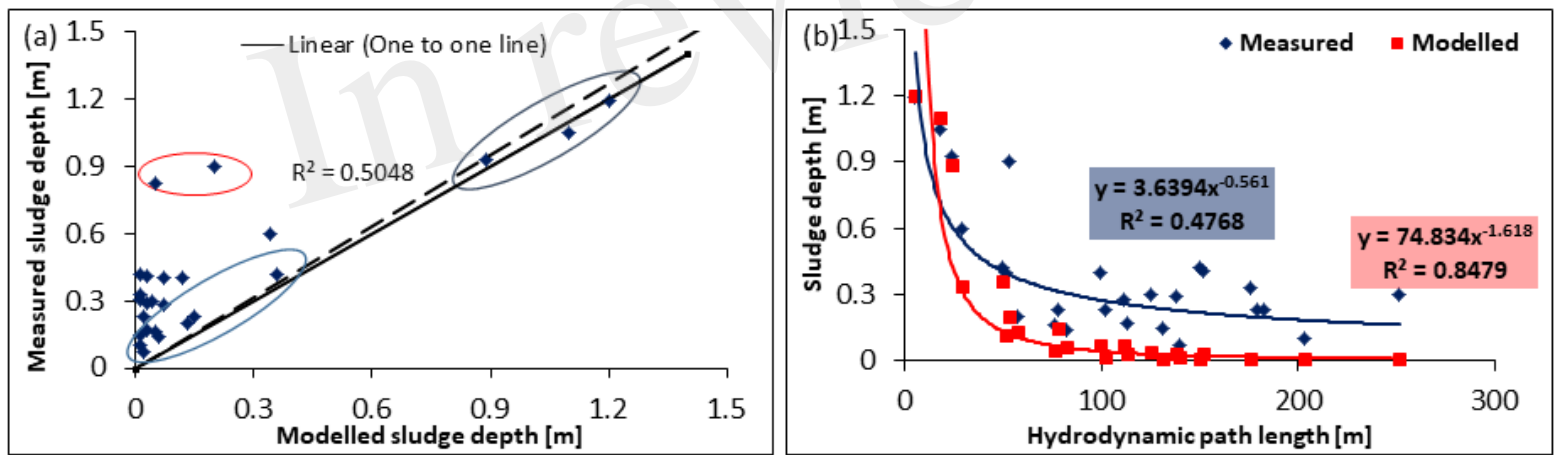 In review
(a)
Linear (One to one line)
R² = 0.5048
Measured sludge depth [m]
1.5
1.2
0.9
0.6
0.3
0
0 0.3 0.6 0.9 1.2 1.5
Modelled sludge depth [m]
(b)
Measured Modelled
y = 3.6394x^-0.561
R² = 0.4768
y = 74.834x^-1.618
R² = 0.8479
Sludge depth [m]
1.5
1.2
0.9
0.6
0.3
0
0 100 200 300
Hydrodynamic path length [m]